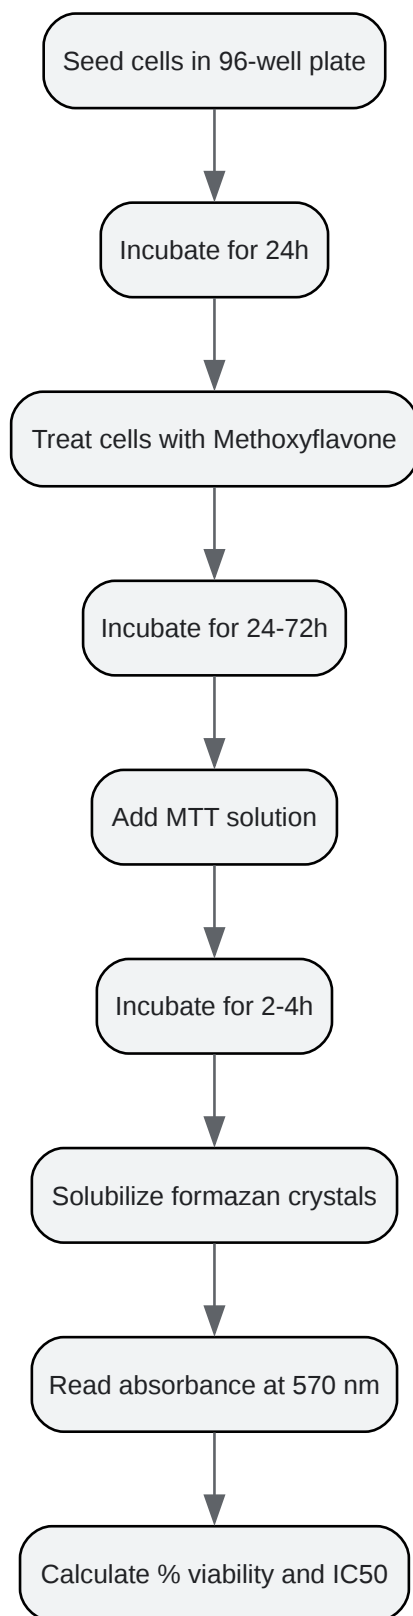 Seed cells in 96-well plate
Incubate for 24h
Treat cells with Methoxyflavone
Incubate for 24-72h
Add MTT solution
Incubate for 2-4h
Solubilize formazan crystals
Read absorbance at 570 nm
Calculate % viability and IC50